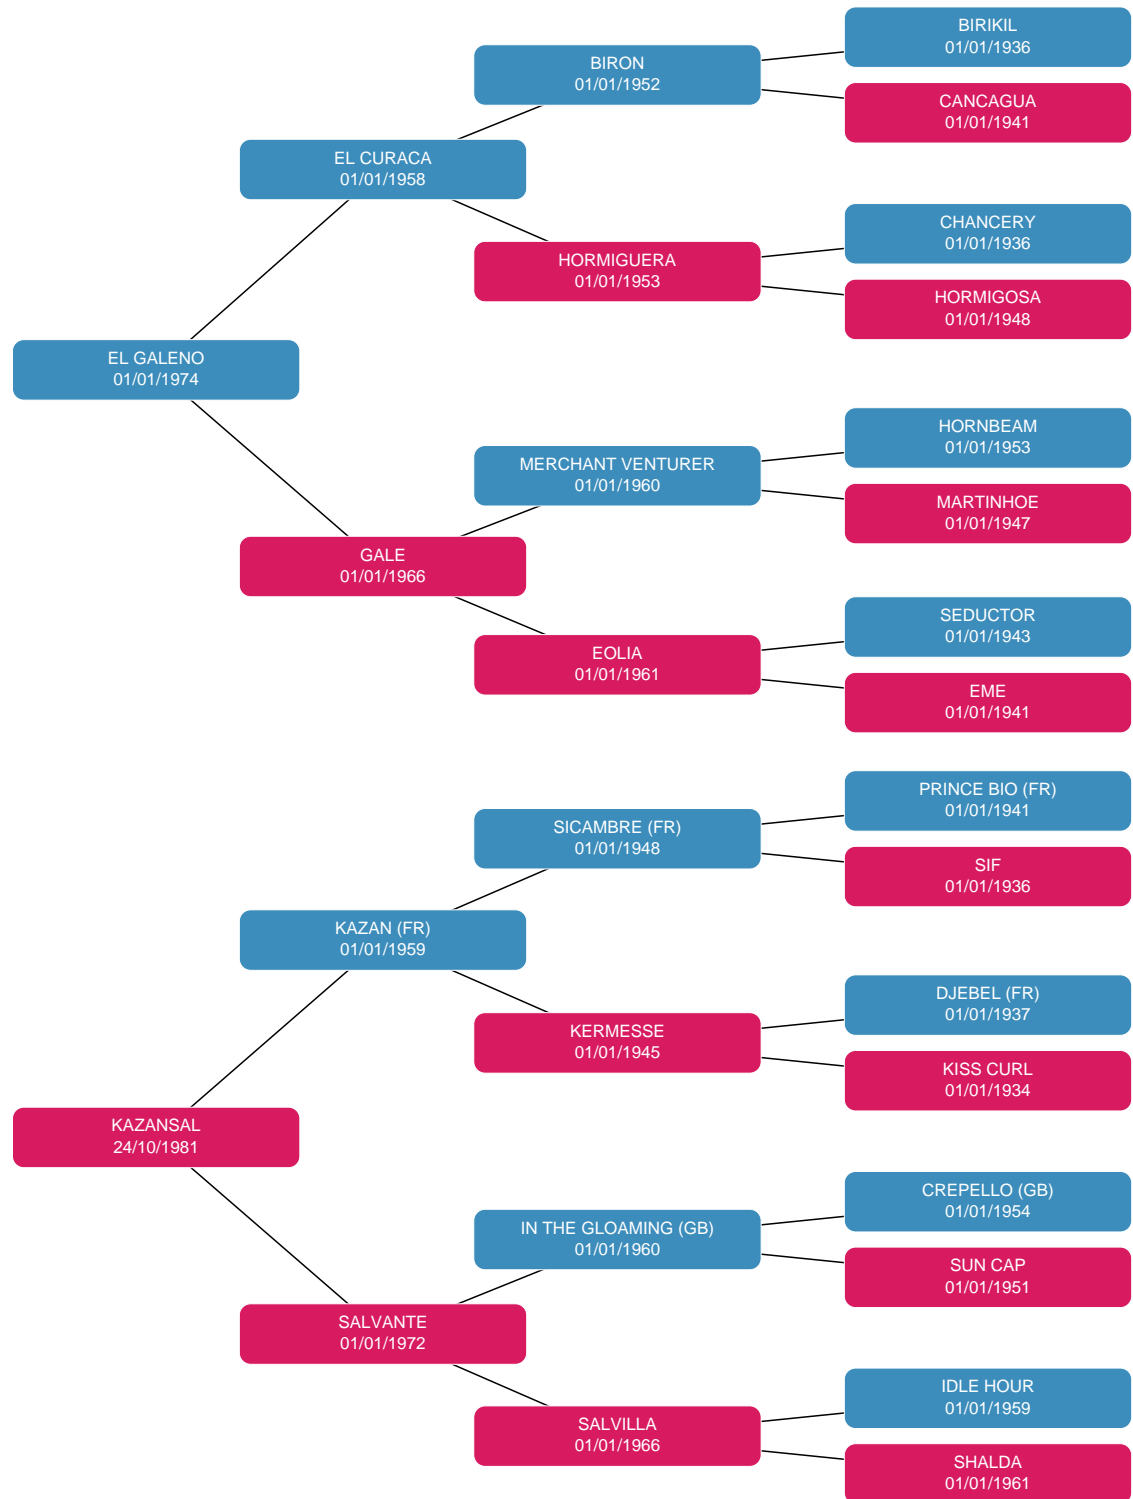 BIRIKIL
01/01/1936
BIRON
01/01/1952
CANCAGUA
01/01/1941
EL CURACA
01/01/1958
CHANCERY
01/01/1936
HORMIGUERA
01/01/1953
HORMIGOSA
01/01/1948
EL GALENO
01/01/1974
HORNBEAM
01/01/1953
MERCHANT VENTURER
01/01/1960
MARTINHOE
01/01/1947
GALE
01/01/1966
SEDUCTOR
01/01/1943
EOLIA
01/01/1961
EME
01/01/1941
PRINCE BIO (FR)
01/01/1941
SICAMBRE (FR)
01/01/1948
SIF
01/01/1936
KAZAN (FR)
01/01/1959
DJEBEL (FR)
01/01/1937
KERMESSE
01/01/1945
KISS CURL
01/01/1934
KAZANSAL
24/10/1981
CREPELLO (GB)
01/01/1954
IN THE GLOAMING (GB)
01/01/1960
SUN CAP
01/01/1951
SALVANTE
01/01/1972
IDLE HOUR
01/01/1959
SALVILLA
01/01/1966
SHALDA
01/01/1961